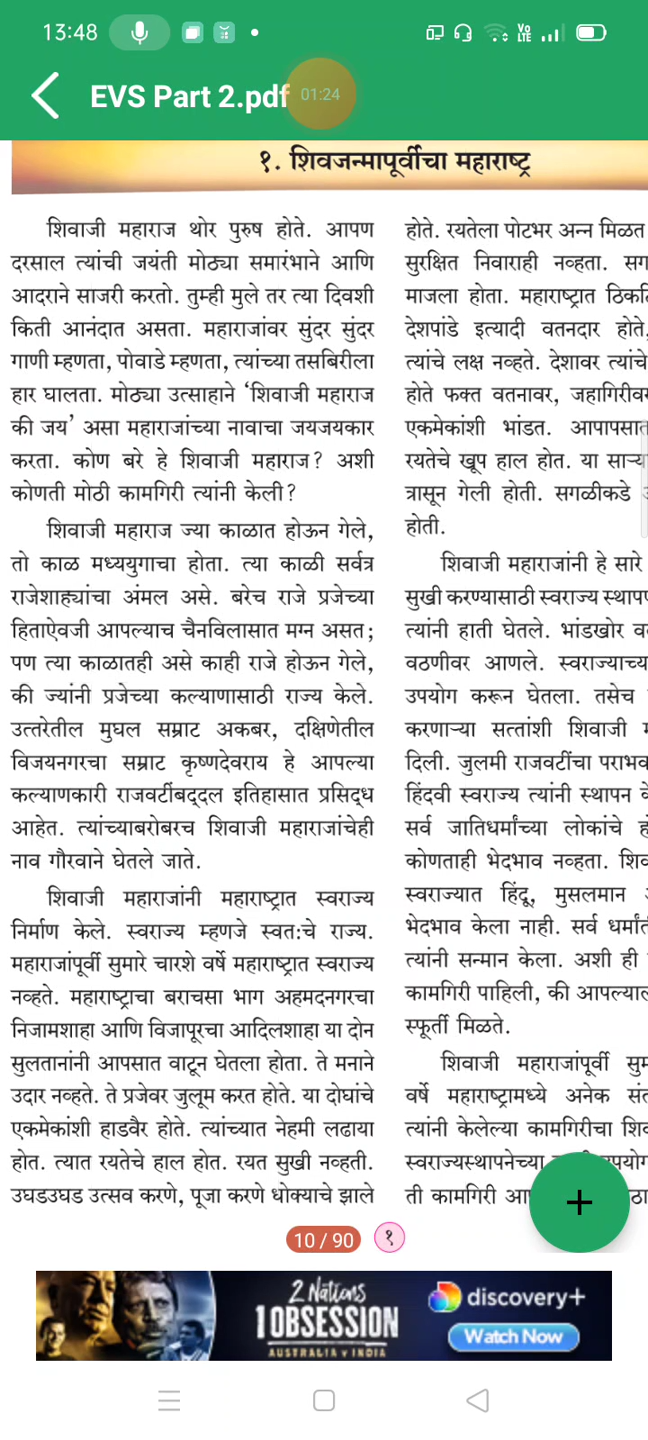 13:48
Vo LTE
EVS Part 2.pdf
01:24
१. शिवजन्मापूर्वीचा महाराष्ट्र
शिवाजी महाराज थोर पुरुष होते. आपण
दरसाल त्यांची जयंती मोठ्या समारंभाने आणि
आदराने साजरी करतो. तुम्ही मुले तर त्या दिवशी
किती आनंदात असता. महाराजांवर सुंदर सुंदर
गाणी म्हणता, पोवाडे म्हणता, त्यांच्या तसबिरीला
हार घालता. मोठ्या उत्साहाने ‘शिवाजी महाराज
की जय’ असा महाराजांच्या नावाचा जयजयकार
करता. कोण बरे हे शिवाजी महाराज? अशी
कोणती मोठी कामगिरी त्यांनी केली?
शिवाजी महाराज ज्या काळात होऊन गेले,
तो काळ मध्ययुगाचा होता. त्या काळी सर्वत्र
राजेशाह्यांचा अंमल असे. बरेच राजे प्रजेच्या
हिताऐवजी आपल्याच चैनविलासात मग्न असत;
पण त्या काळातही असे काही राजे होऊन गेले,
की ज्यांनी प्रजेच्या कल्याणासाठी राज्य केले.
उत्तरेतील मुघल सम्राट अकबर, दक्षिणेतील
विजयनगरचा सम्राट कृष्णदेवराय हे आपल्या
कल्याणकारी राजवटींबद्दल इतिहासात प्रसिद्ध
आहेत. त्यांच्याबरोबरच शिवाजी महाराजांचेही
नाव गौरवाने घेतले जाते.
शिवाजी महाराजांनी महाराष्ट्रात स्वराज्य
निर्माण केले. स्वराज्य म्हणजे स्वतःचे राज्य.
महाराजांपूर्वी सुमारे चारशे वर्षे महाराष्ट्रात स्वराज्य
नव्हते. महाराष्ट्राचा बराचसा भाग अहमदनगरचा
निजामशाहा आणि विजापूरचा आदिलशाहा या दोन
सुलतानांनी आपसात वाटून घेतला होता. ते मनाने
उदार नव्हते. ते प्रजेवर जुलूम करत होते. या दोघांचे
एकमेकांशी हाडवैर होते. त्यांच्यात नेहमी लढाया
होत. त्यात रयतेचे हाल होत. रयत सुखी नव्हती.
उघडउघड उत्सव करणे, पूजा करणे धोक्याचे झाले
होते. रयतेला पोटभर अन्न मिळत
सुरक्षित निवाराही नव्हता. सग
माजला होता. महाराष्ट्रात ठिक
देशपांडे इत्यादी वतनदार होते,
त्यांचे लक्ष नव्हते. देशावर त्यांचे
होते फक्त वतनावर, जहागिरीवर
एकमेकांशी भांडत. आपापसात
रयतेचे खूप हाल होत. या साऱ्या
त्रासून गेली होती. सगळीकडे
होती.
शिवाजी महाराजांनी हे सारे
सुखी करण्यासाठी स्वराज्य स्थाप
त्यांनी हाती घेतले. भांडखोर व
वठणीवर आणले. स्वराज्याच्य
उपयोग करून घेतला. तसेच
करणाऱ्या सत्तांशी शिवाजी म
दिली. जुलमी राजवटींचा पराभव
हिंदवी स्वराज्य त्यांनी स्थापन के
सर्व जातिधर्मांच्या लोकांचे ह
कोणताही भेदभाव नव्हता. शिव
स्वराज्यात हिंदू, मुसलमान
भेदभाव केला नाही. सर्व धर्मां
त्यांनी सन्मान केला. अशी ही
कामगिरी पाहिली, की आपल्याल
स्फूर्ती मिळते.
शिवाजी महाराजांपूर्वी सुम
वर्षे महाराष्ट्रामध्ये अनेक संत
त्यांनी केलेल्या कामगिरीचा शिव
स्वराज्यस्थापनेच्या
ती कामगिरी
10 / 90
१
2 Nations
1 OBSESSION
AUSTRALIA v INDIA
discovery+
Watch Now